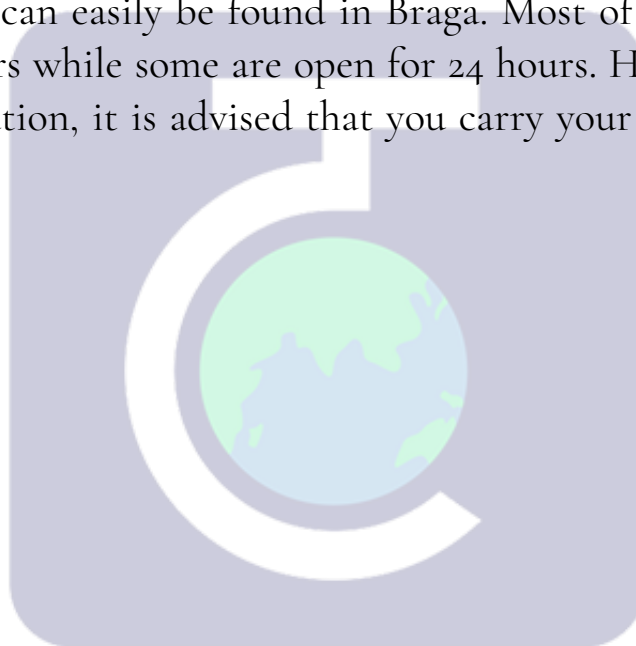 can easily be found in Braga. Most of
rs while some are open for 24 hours. H
tion, it is advised that you carry your